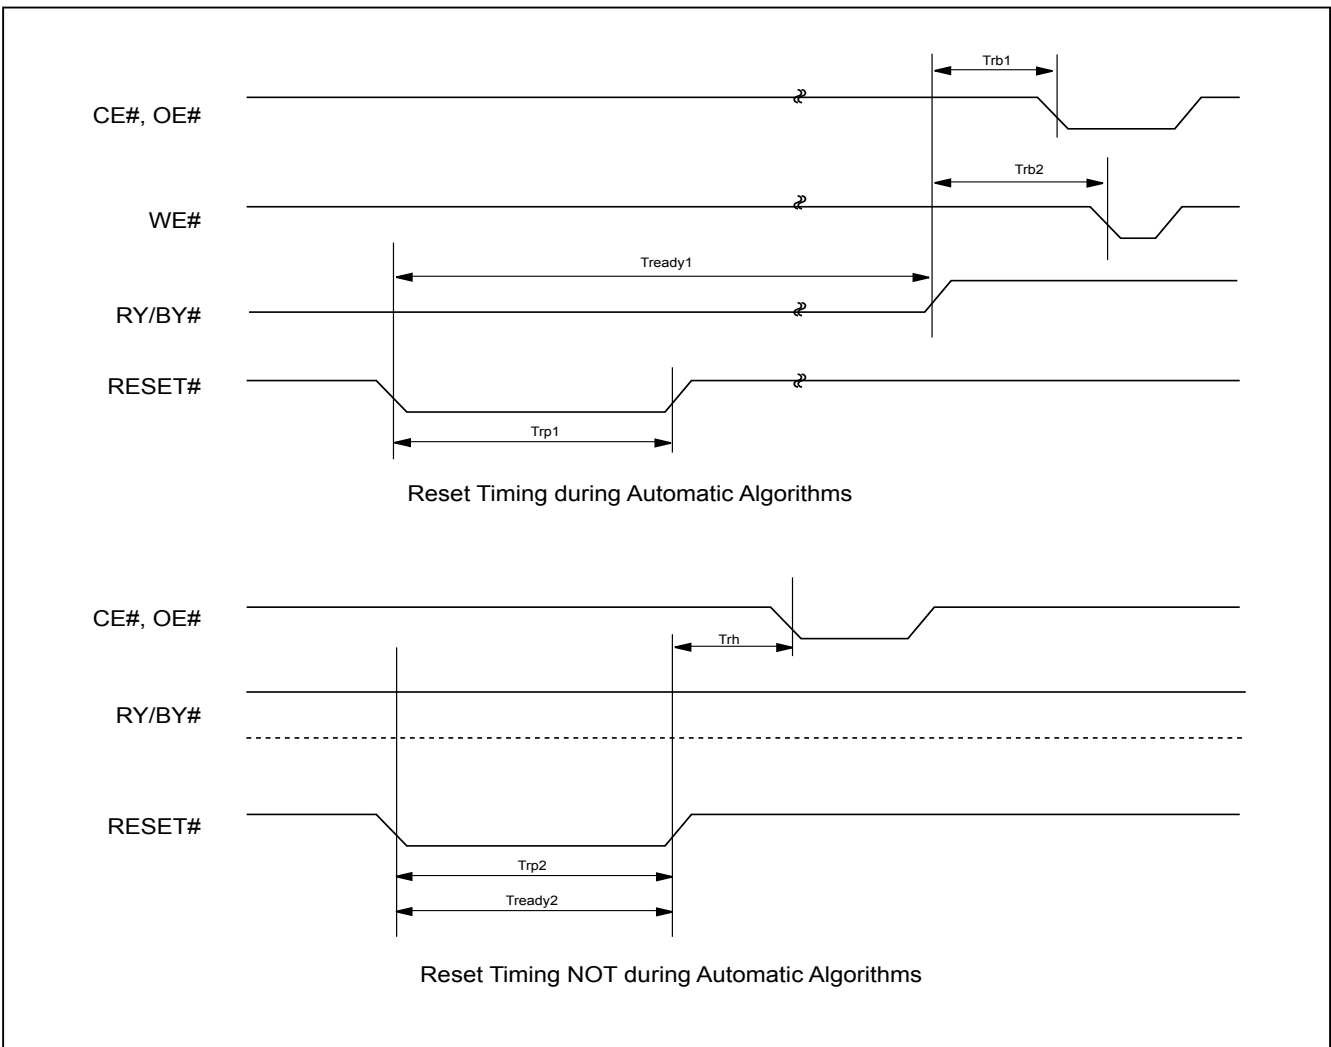 Trb1
CE#, OE#
Trb2
WE#
Tready1
RY/BY#
RESET#
Trp1
Reset Timing during Automatic Algorithms
CE#, OE#
Trh
RY/BY#
RESET#
Trp2
Tready2
Reset Timing NOT during Automatic Algorithms